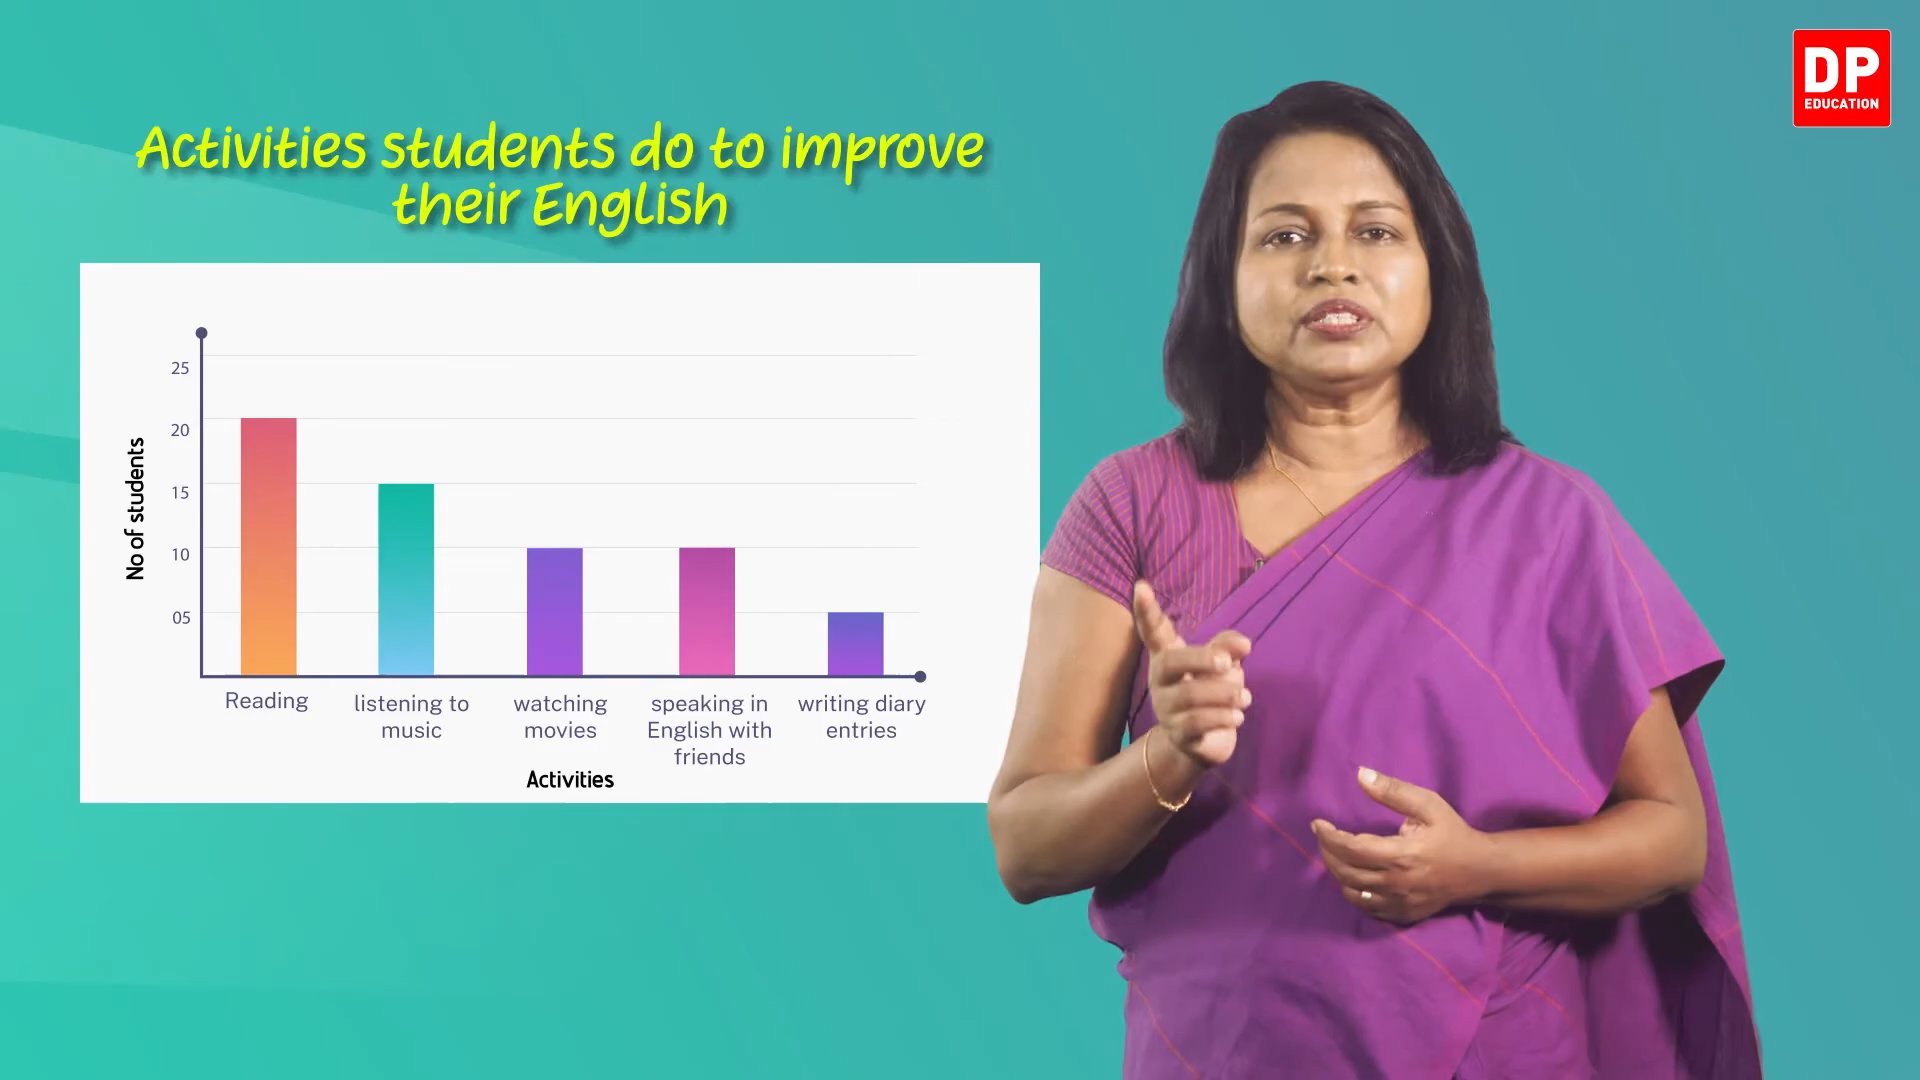 DP
EDUCATION
Activities students do to improve
their English
25
20
15
10
05
No of students
Reading
listening to
music
watching
movies
speaking in
English with
friends
writing diary
entries
Activities